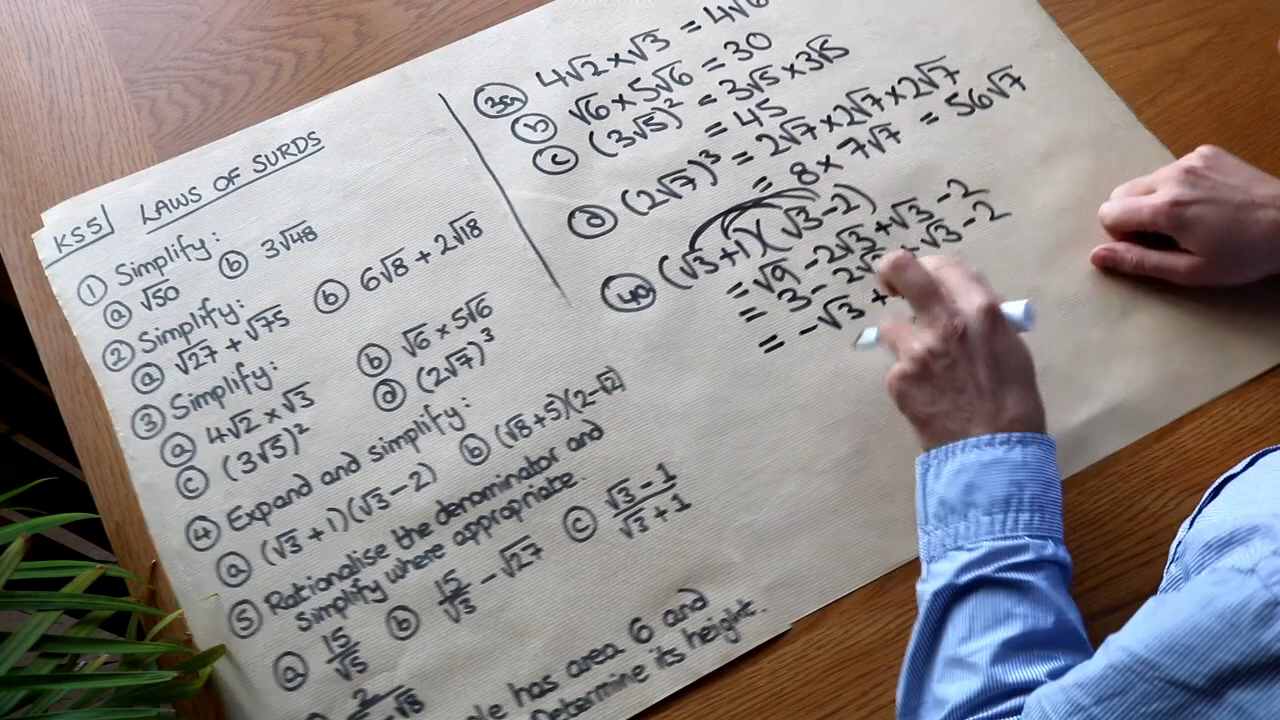 KS5 LAWS OF SURDS
① Simplify:
ⓐ √50 ⓑ 3√48
② Simplify:
ⓐ √27 + √75 ⓑ 6√8 + 2√18
③ Simplify:
ⓐ 4√2 × √3 ⓑ √6 × 5√6
ⓒ (3√5)² ⓓ (2√7)³
④ Expand and simplify:
ⓐ (√3 + 1)(√3 − 2) ⓑ (√8 + 5)(2 − √2)
⑤ Rationalise the denominator and
simplify where appropriate.
ⓐ 15/√5 ⓑ 15/√3 − √27 ⓒ (√3 − 1)/(√3 + 1)
has area 6 and
Determine its height.
3a 4√2 × √3 = 4√6
ⓑ √6 × 5√6 = 30
ⓒ (3√5)² = 3√5 × 3√5
= 45
ⓓ (2√7)³ = 2√7 × 2√7 × 2√7
= 8 × 7√7 = 56√7
4a (√3 + 1)(√3 − 2)
= √9 − 2√3 + √3 − 2
= 3 − 2√3 + √3 − 2
= −√3 +